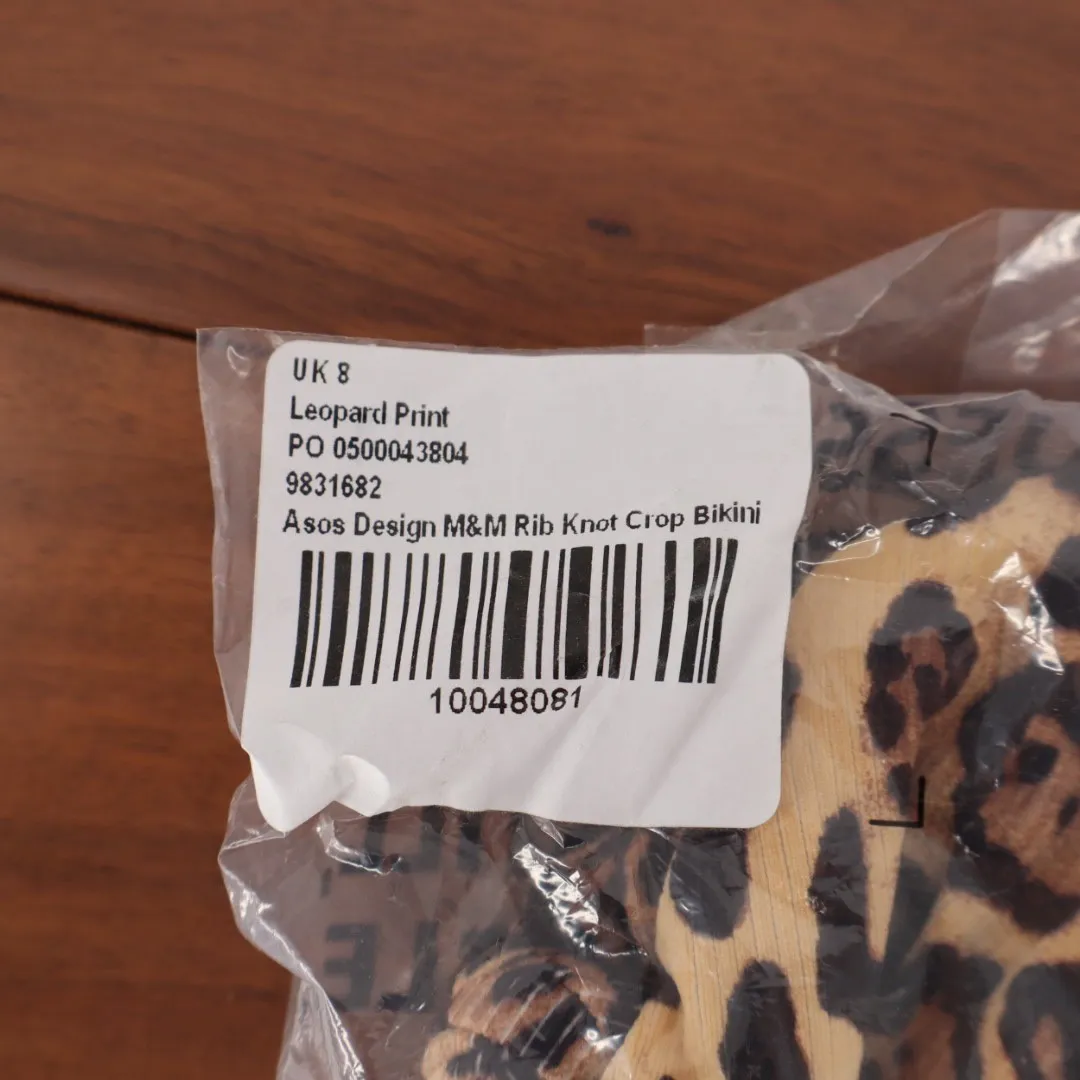 UK 8
Leopard Print
PO 0500043804
9831682
Asos Design M&M Rib Knot Crop Bikini
10048081